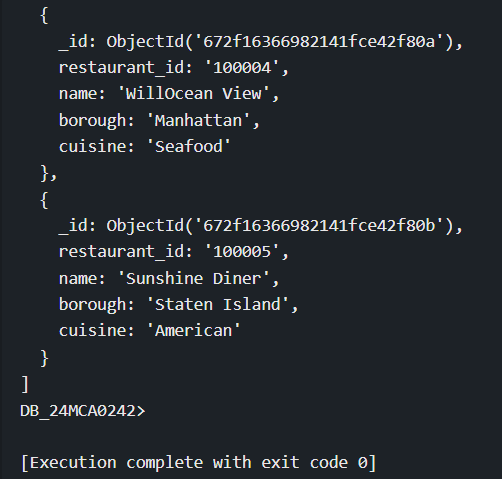 {
_id: ObjectId('672f16366982141fce42f80a'),
restaurant_id: '100004',
name: 'WillOcean View',
borough: 'Manhattan',
cuisine: 'Seafood'
},
{
_id: ObjectId('672f16366982141fce42f80b'),
restaurant_id: '100005',
name: 'Sunshine Diner',
borough: 'Staten Island',
cuisine: 'American'
}
]
DB_24MCA0242>
[Execution complete with exit code 0]